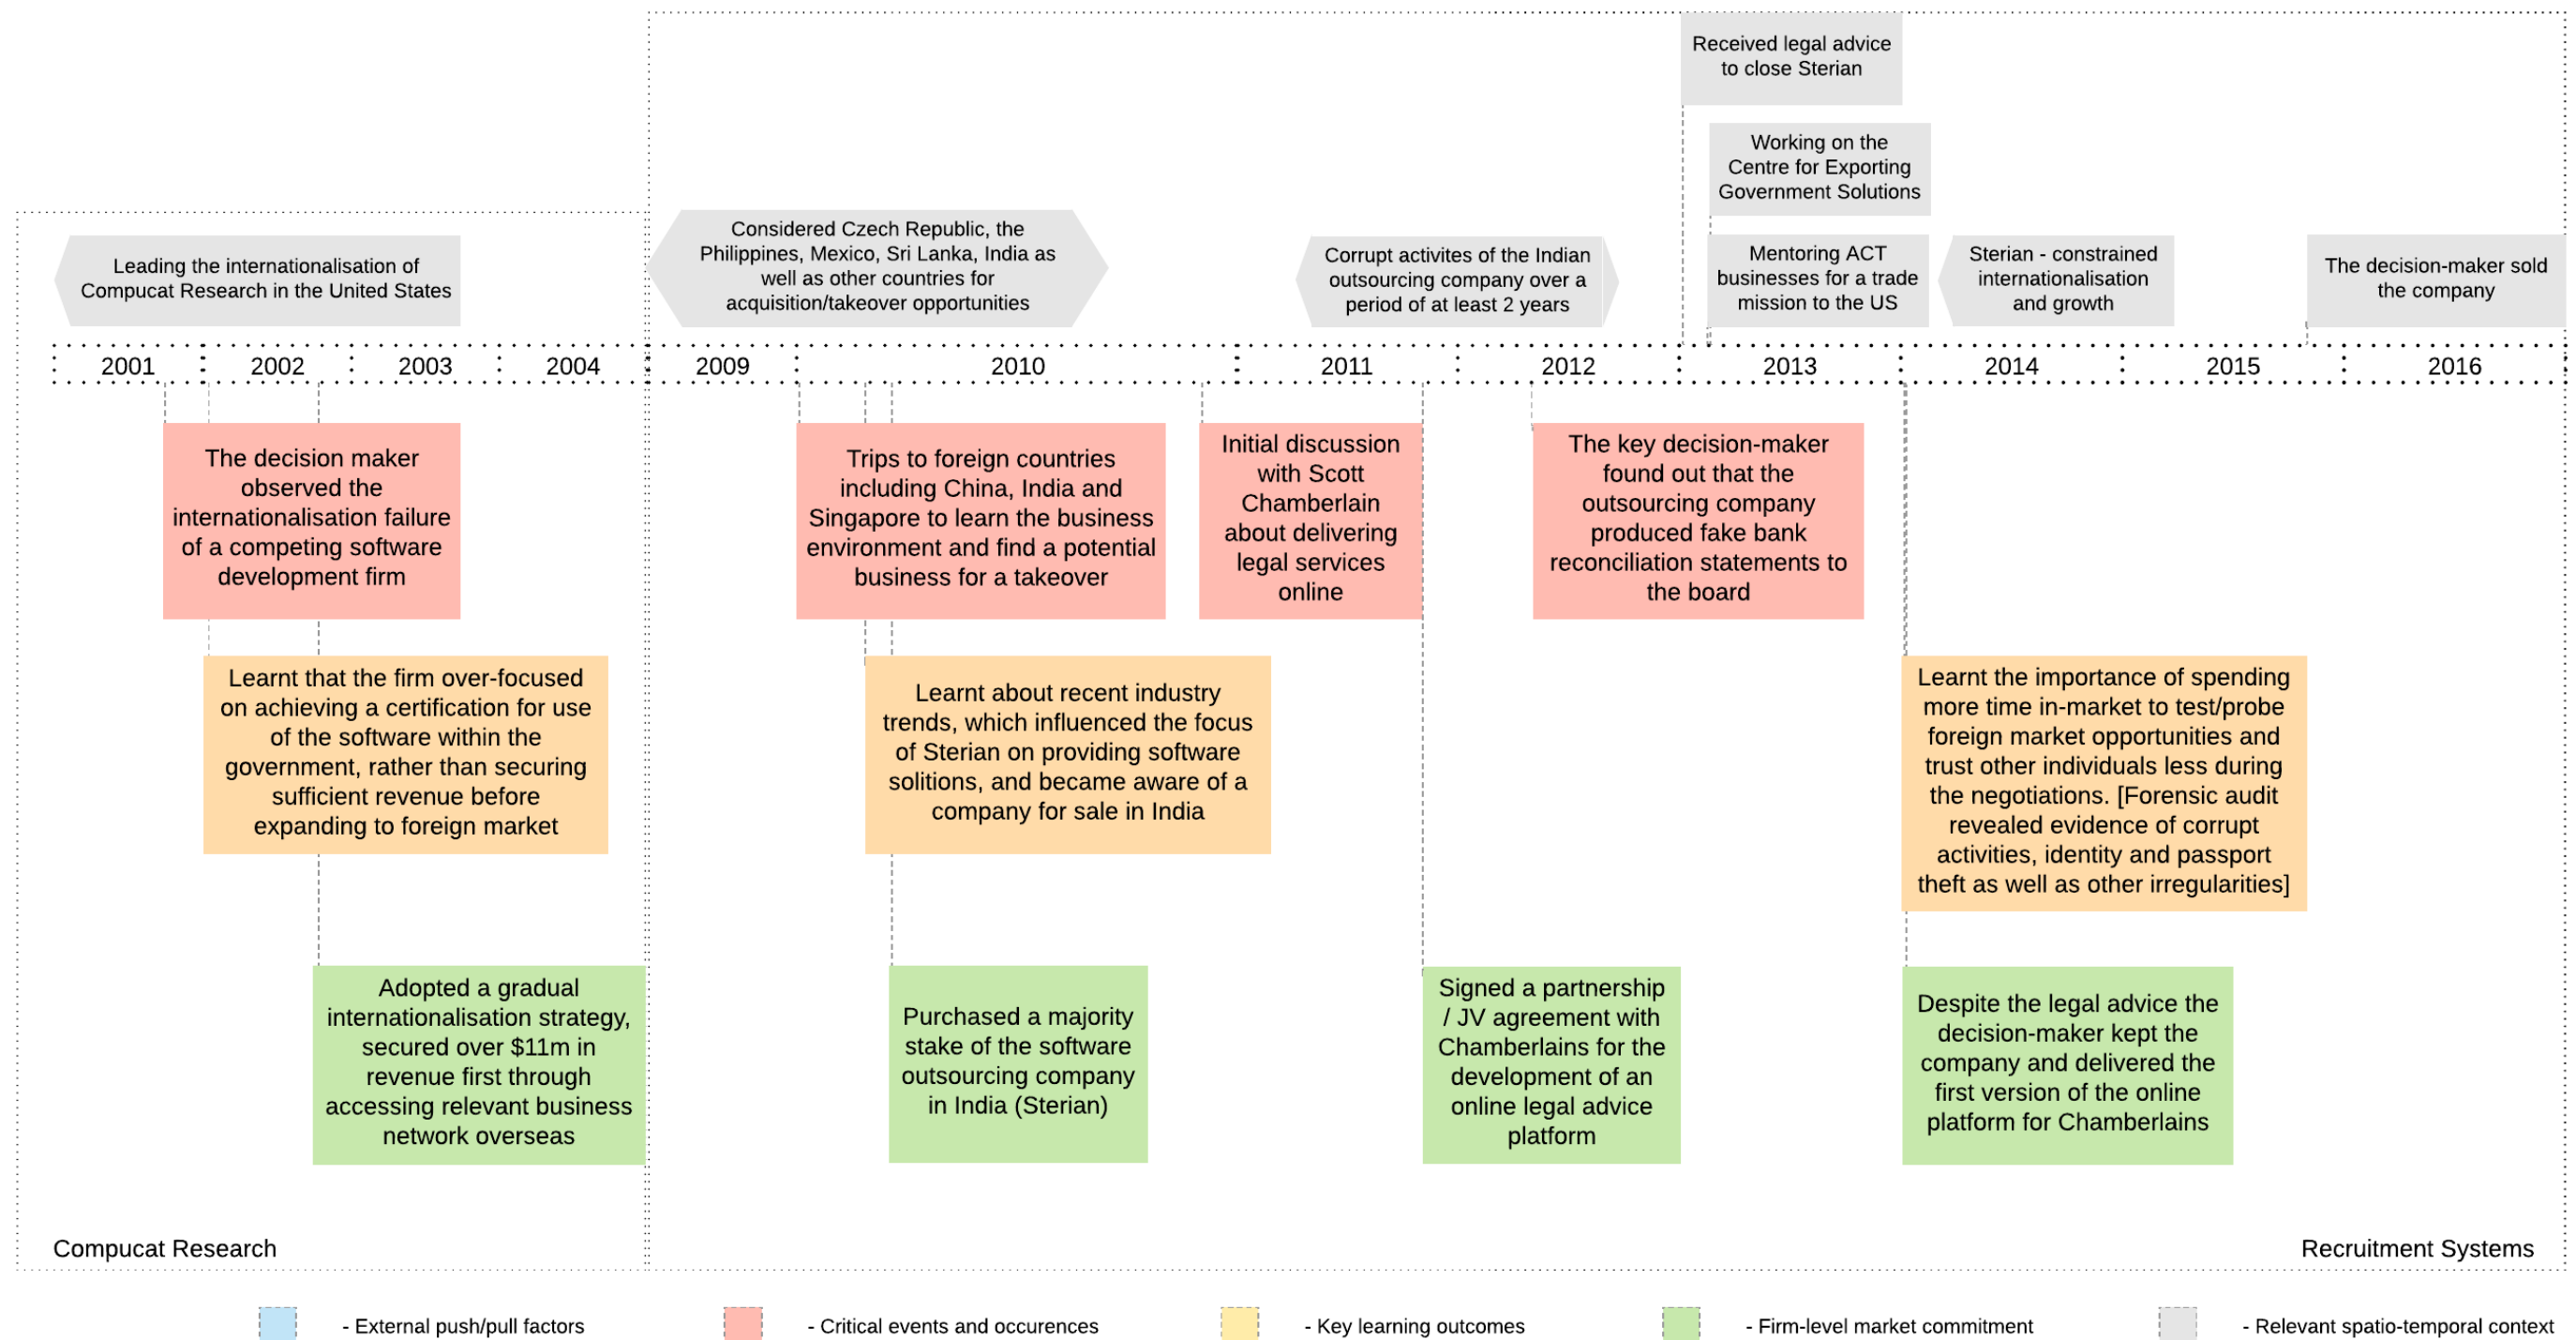 Received legal advice
to close Sterian
Working on the
Centre for Exporting
Government Solutions
Leading the internationalisation of
Compucat Research in the United States
Considered Czech Republic, the
Philippines, Mexico, Sri Lanka, India as
well as other countries for
acquisition/takeover opportunities
Corrupt activites of the Indian
outsourcing company over a
period of at least 2 years
Mentoring ACT
businesses for a trade
mission to the US
Sterian - constrained
internationalisation
and growth
The decision-maker sold
the company
2001
2002
2003
2004
2009
2010
2011
2012
2013
2014
2015
2016
The decision maker
observed the
internationalisation failure
of a competing software
development firm
Trips to foreign countries
including China, India and
Singapore to learn the business
environment and find a potential
business for a takeover
Initial discussion
with Scott
Chamberlain
about delivering
legal services
online
The key decision-maker
found out that the
outsourcing company
produced fake bank
reconciliation statements to
the board
Learnt that the firm over-focused
on achieving a certification for use
of the software within the
government, rather than securing
sufficient revenue before
expanding to foreign market
Learnt about recent industry
trends, which influenced the focus
of Sterian on providing software
solitions, and became aware of a
company for sale in India
Learnt the importance of spending
more time in-market to test/probe
foreign market opportunities and
trust other individuals less during
the negotiations. [Forensic audit
revealed evidence of corrupt
activities, identity and passport
theft as well as other irregularities]
Adopted a gradual
internationalisation strategy,
secured over $11m in
revenue first through
accessing relevant business
network overseas
Purchased a majority
stake of the software
outsourcing company
in India (Sterian)
Signed a partnership
/ JV agreement with
Chamberlains for the
development of an
online legal advice
platform
Despite the legal advice the
decision-maker kept the
company and delivered the
first version of the online
platform for Chamberlains
Compucat Research
Recruitment Systems
- External push/pull factors
- Critical events and occurences
- Key learning outcomes
- Firm-level market commitment
- Relevant spatio-temporal context